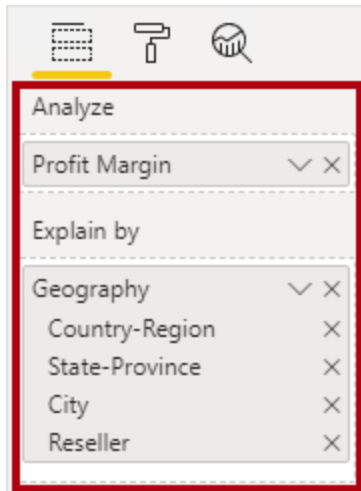 Analyze
Profit Margin
Explain by
Geography
Country-Region
State-Province
City
Reseller